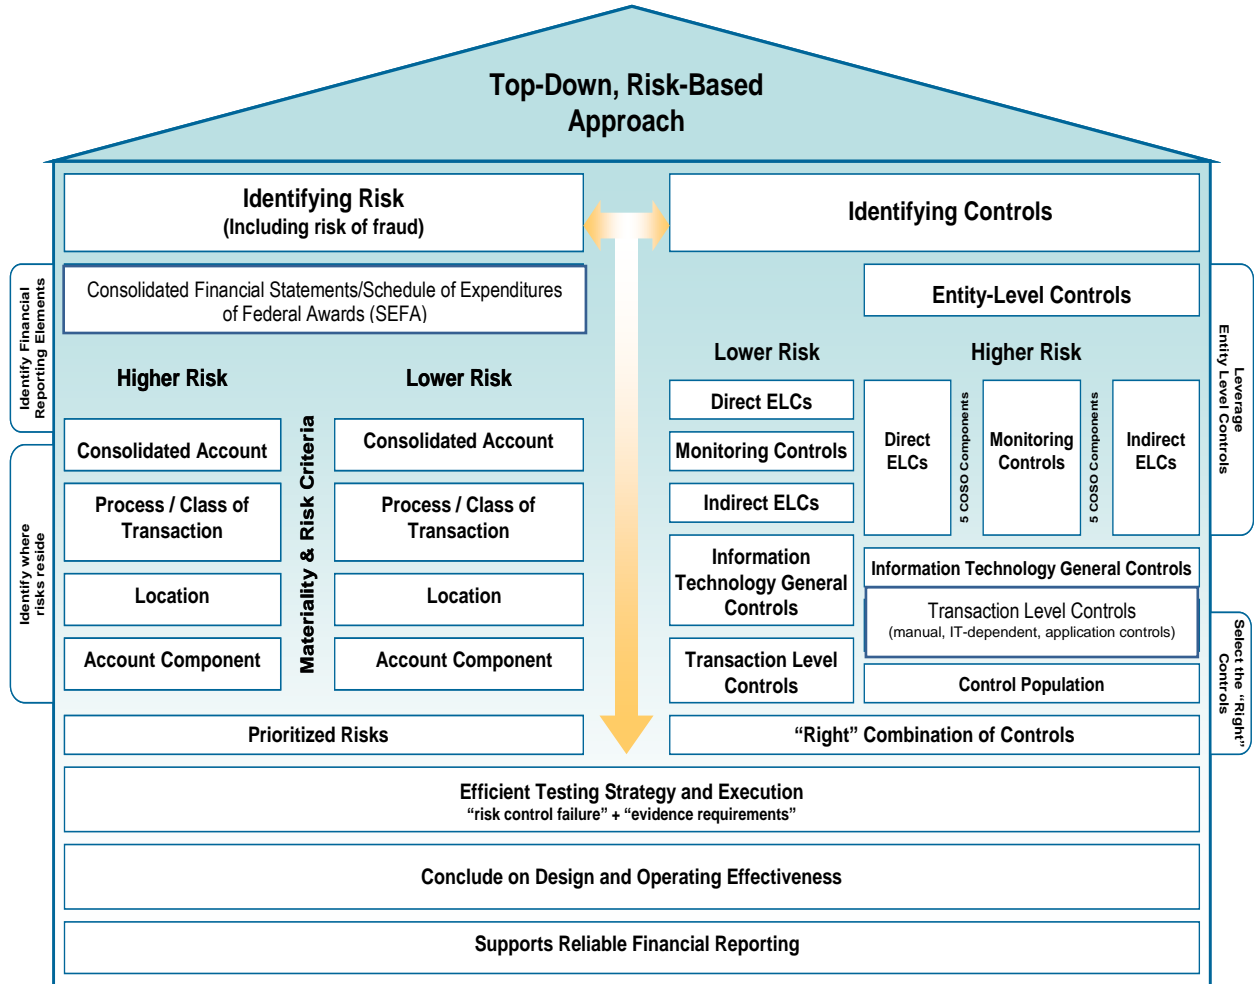 Top-Down, Risk-Based
Approach
Identifying Risk
(Including risk of fraud)
Identifying Controls
Identify Financial
Reporting Elements
Consolidated Financial Statements/Schedule of Expenditures
of Federal Awards (SEFA)
Higher Risk
Lower Risk
Identify where
risks reside
Consolidated Account
Process / Class of
Transaction
Location
Account Component
Materiality & Risk Criteria
Consolidated Account
Process / Class of
Transaction
Location
Account Component
Prioritized Risks
Entity-Level Controls
Lower Risk
Higher Risk
Direct ELCs
Monitoring Controls
Indirect ELCs
Information
Technology General
Controls
Transaction Level
Controls
Direct
ELCs
5 COSO Components
Monitoring
Controls
5 COSO Components
Indirect
ELCs
Information Technology General Controls
Transaction Level Controls
(manual, IT-dependent, application controls)
Control Population
"Right" Combination of Controls
Leverage
Entity Level Controls
Select the "Right"
Controls
Efficient Testing Strategy and Execution
"risk control failure" + "evidence requirements"
Conclude on Design and Operating Effectiveness
Supports Reliable Financial Reporting